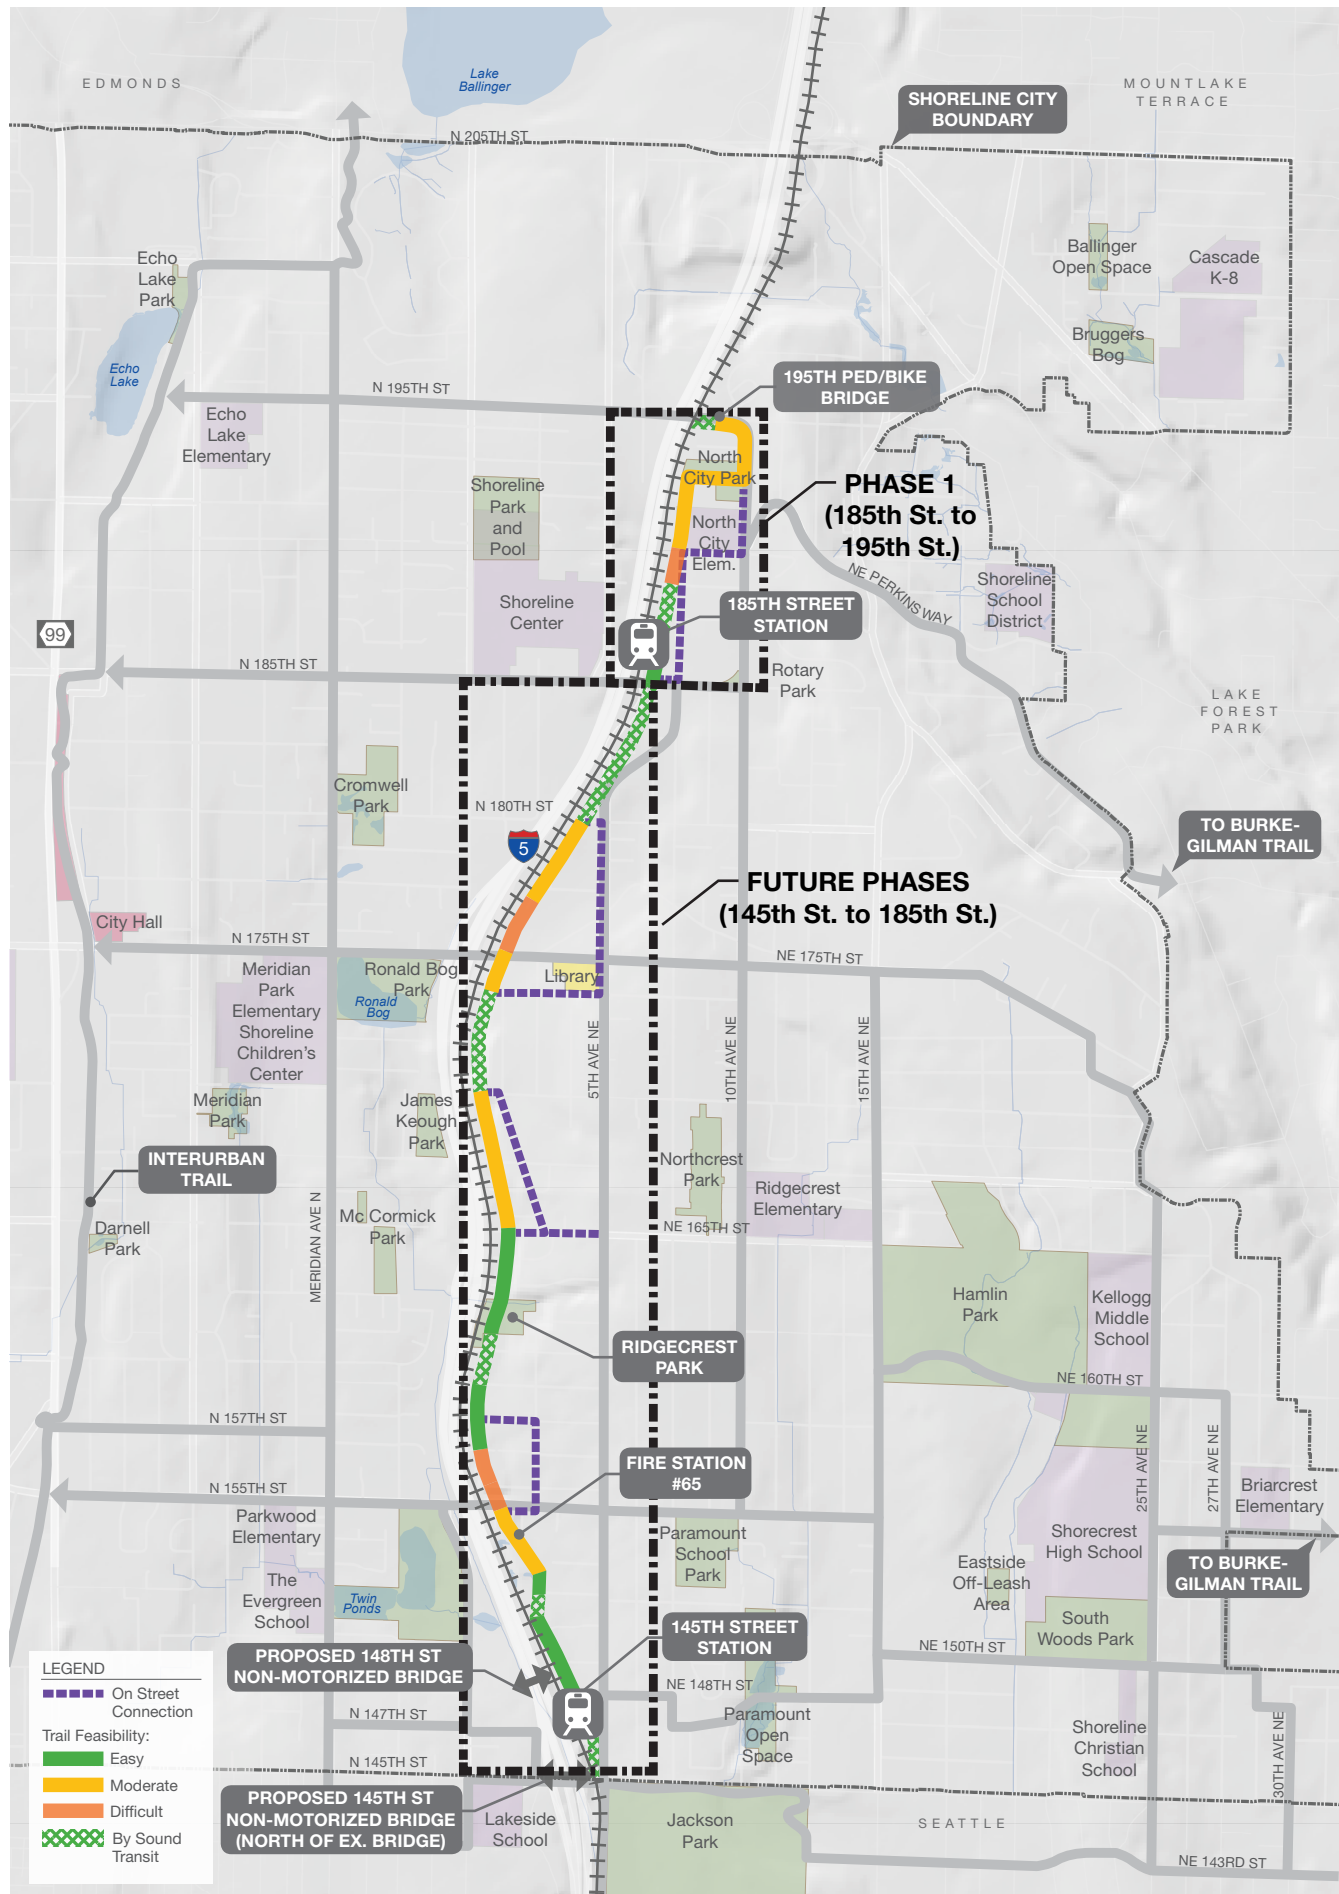 EDMONDS
Lake
Ballinger
MOUNTLAKE
TERRACE
SHORELINE CITY
BOUNDARY
N 205TH ST
Echo
Lake
Park
Ballinger
Open Space
Cascade
K-8
Bruggers
Bog
Echo
Lake
N 195TH ST
195TH PED/BIKE
BRIDGE
Echo
Lake
Elementary
North
City Park
Shoreline
Park
and
Pool
PHASE 1
(185th St. to
195th St.)
North
City
Elem.
NE PERKINS WAY
Shoreline
School
District
Shoreline
Center
185TH STREET
STATION
99
N 185TH ST
Rotary
Park
LAKE
FOREST
PARK
Cromwell
Park
N 180TH ST
5
TO BURKE-
GILMAN TRAIL
FUTURE PHASES
(145th St. to 185th St.)
City Hall
N 175TH ST
NE 175TH ST
Meridian
Park
Elementary
Shoreline
Children's
Center
Ronald Bog
Park
Ronald
Bog
Library
5TH AVE NE
10TH AVE NE
15TH AVE NE
Meridian
Park
James
Keough
Park
INTERURBAN
TRAIL
Northcrest
Park
Ridgecrest
Elementary
Darnell
Park
MERIDIAN AVE N
Mc Cormick
Park
NE 165TH ST
Hamlin
Park
Kellogg
Middle
School
RIDGECREST
PARK
NE 160TH ST
N 157TH ST
25TH AVE NE
27TH AVE NE
FIRE STATION
#65
N 155TH ST
Briarcrest
Elementary
Parkwood
Elementary
Paramount
School
Park
Shorecrest
High School
The
Evergreen
School
Twin
Ponds
Eastside
Off-Leash
Area
TO BURKE-
GILMAN TRAIL
South
Woods Park
145TH STREET
STATION
PROPOSED 148TH ST
NON-MOTORIZED BRIDGE
NE 150TH ST
NE 148TH ST
N 147TH ST
Paramount
Open
Space
Shoreline
Christian
School
30TH AVE NE
N 145TH ST
PROPOSED 145TH ST
NON-MOTORIZED BRIDGE
(NORTH OF EX. BRIDGE)
Lakeside
School
Jackson
Park
SEATTLE
NE 143RD ST
LEGEND
On Street
Connection
Trail Feasibility:
Easy
Moderate
Difficult
By Sound
Transit